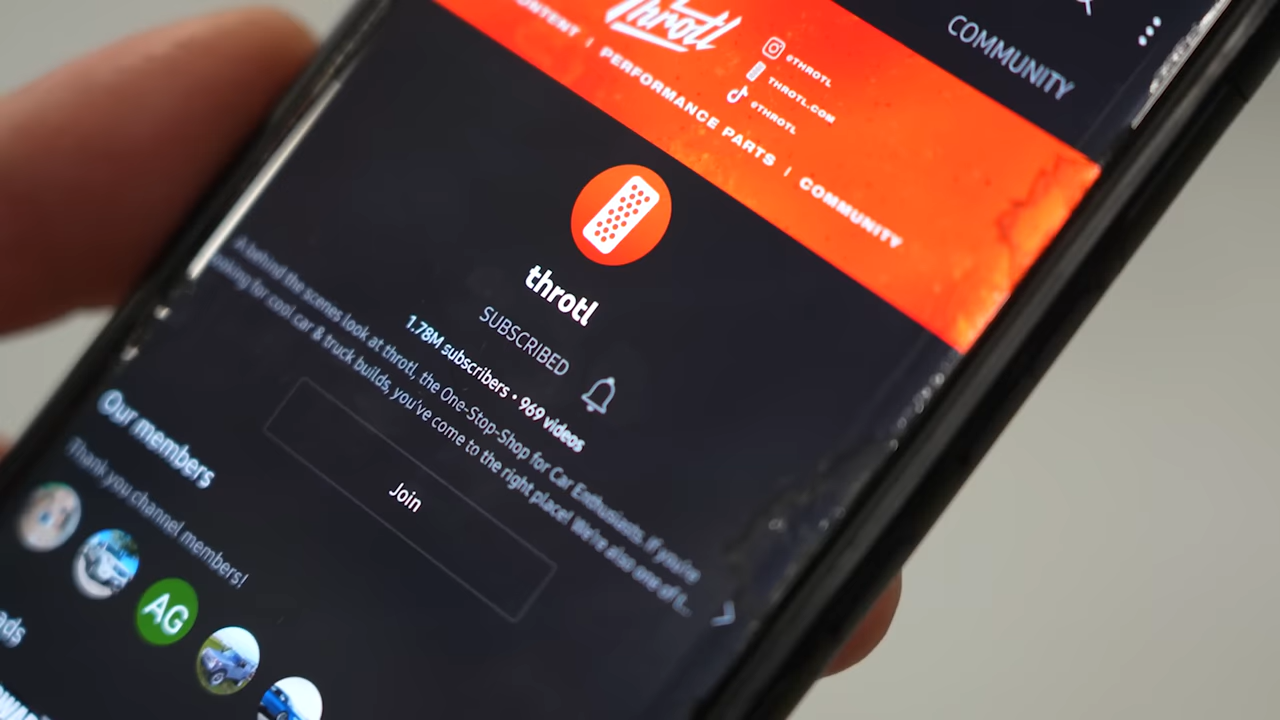 COMMUNITY
throtl
CONTENT | PERFORMANCE PARTS | COMMUNITY
@THROTL
THROTL.COM
@THROTL
throtl
SUBSCRIBED
1.78M subscribers • 969 videos
A behind the scenes look at throtl, the One-Stop-Shop for Car Enthusiasts. If you're
looking for cool car & truck builds, you've come to the right place! We're also one of t...
Join
Our members
Thank you channel members!
AG